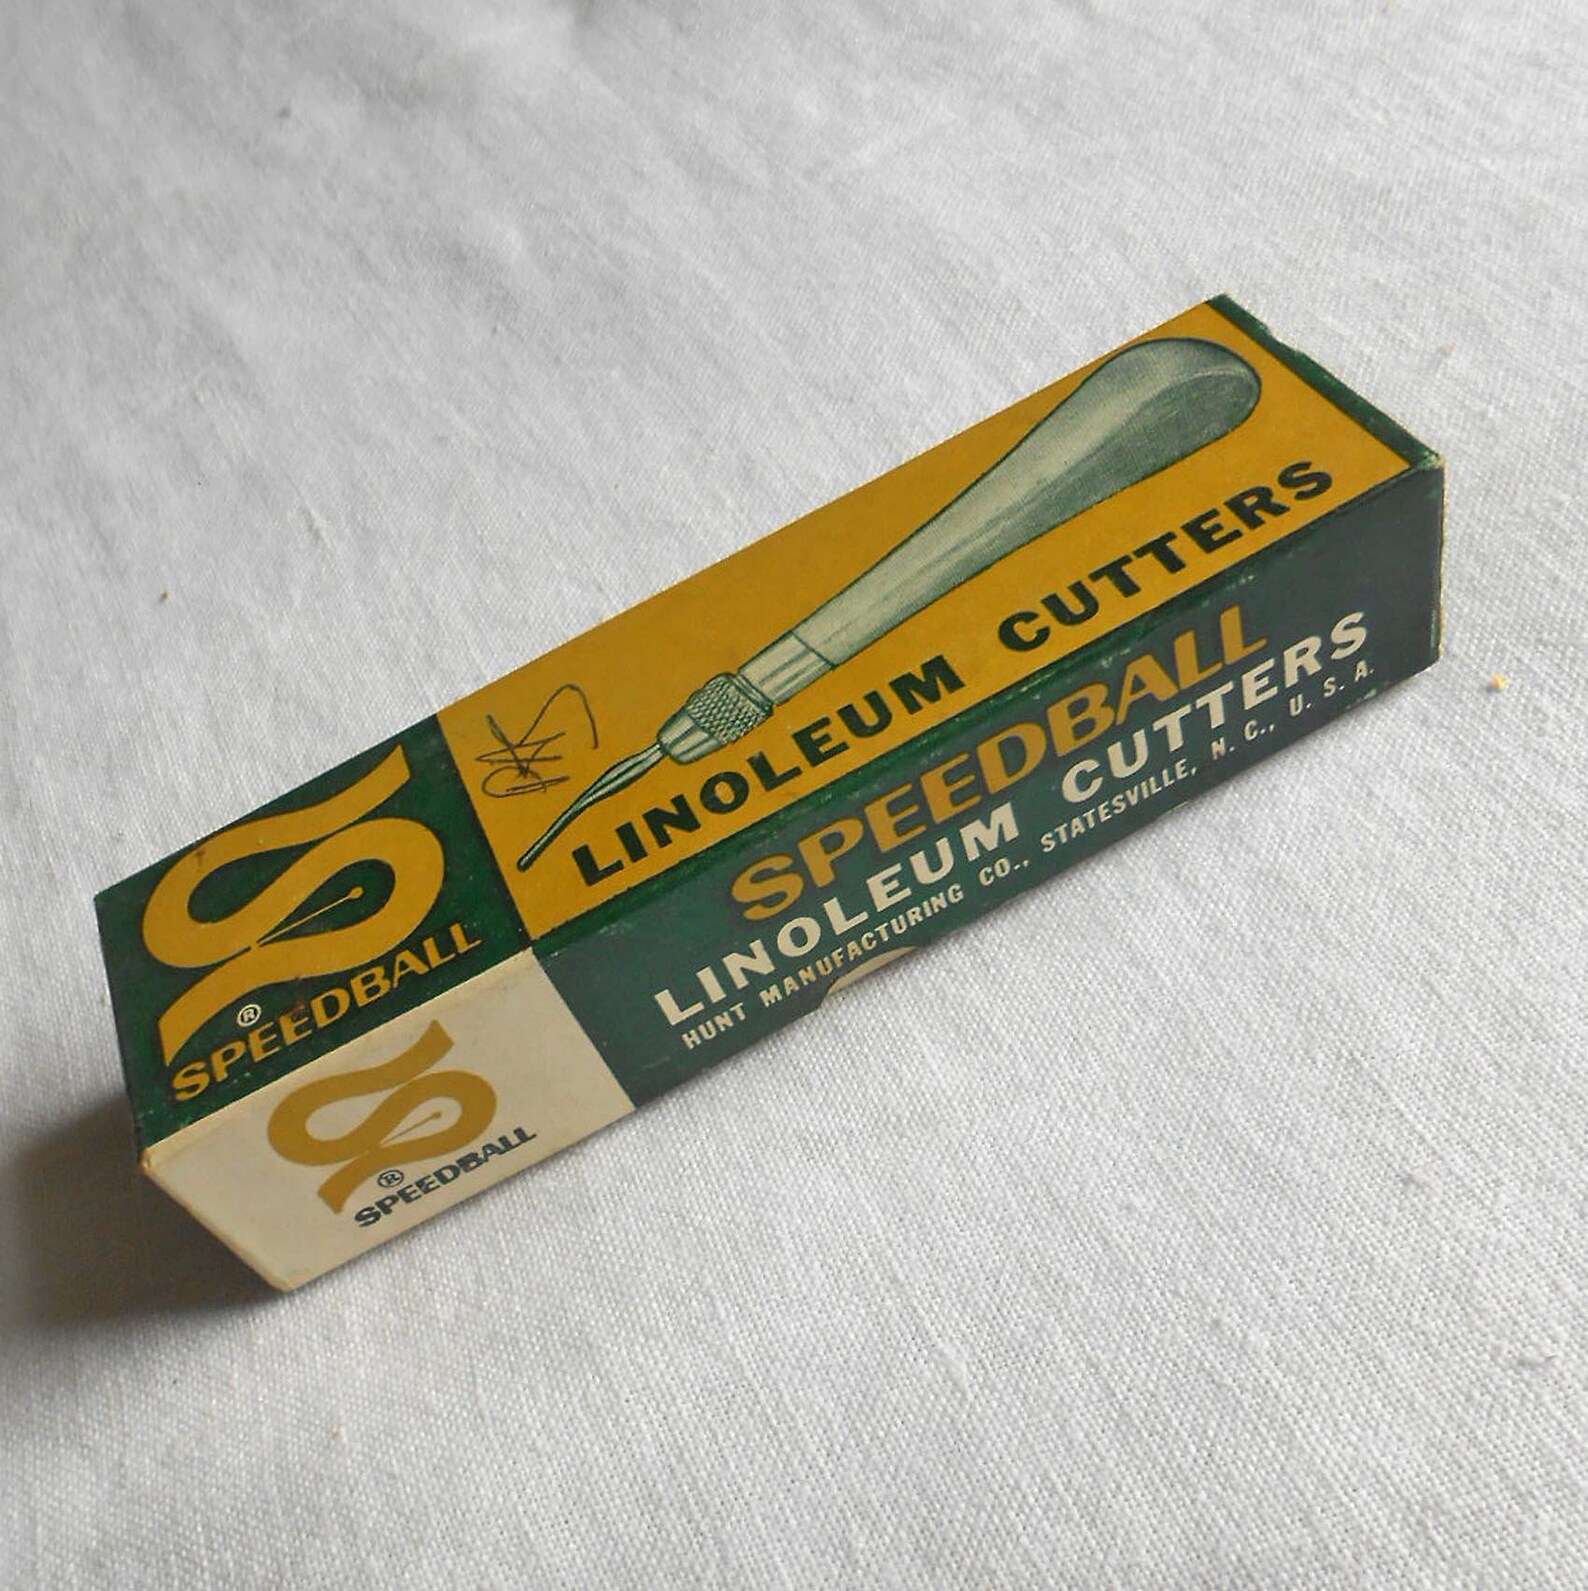 LINOLEUM CUTTERS
®
SPEEDBALL
SPEEDBALL
LINOLEUM CUTTERS
HUNT MANUFACTURING CO., STATESVILLE, N. C., U. S. A.
®
SPEEDBALL